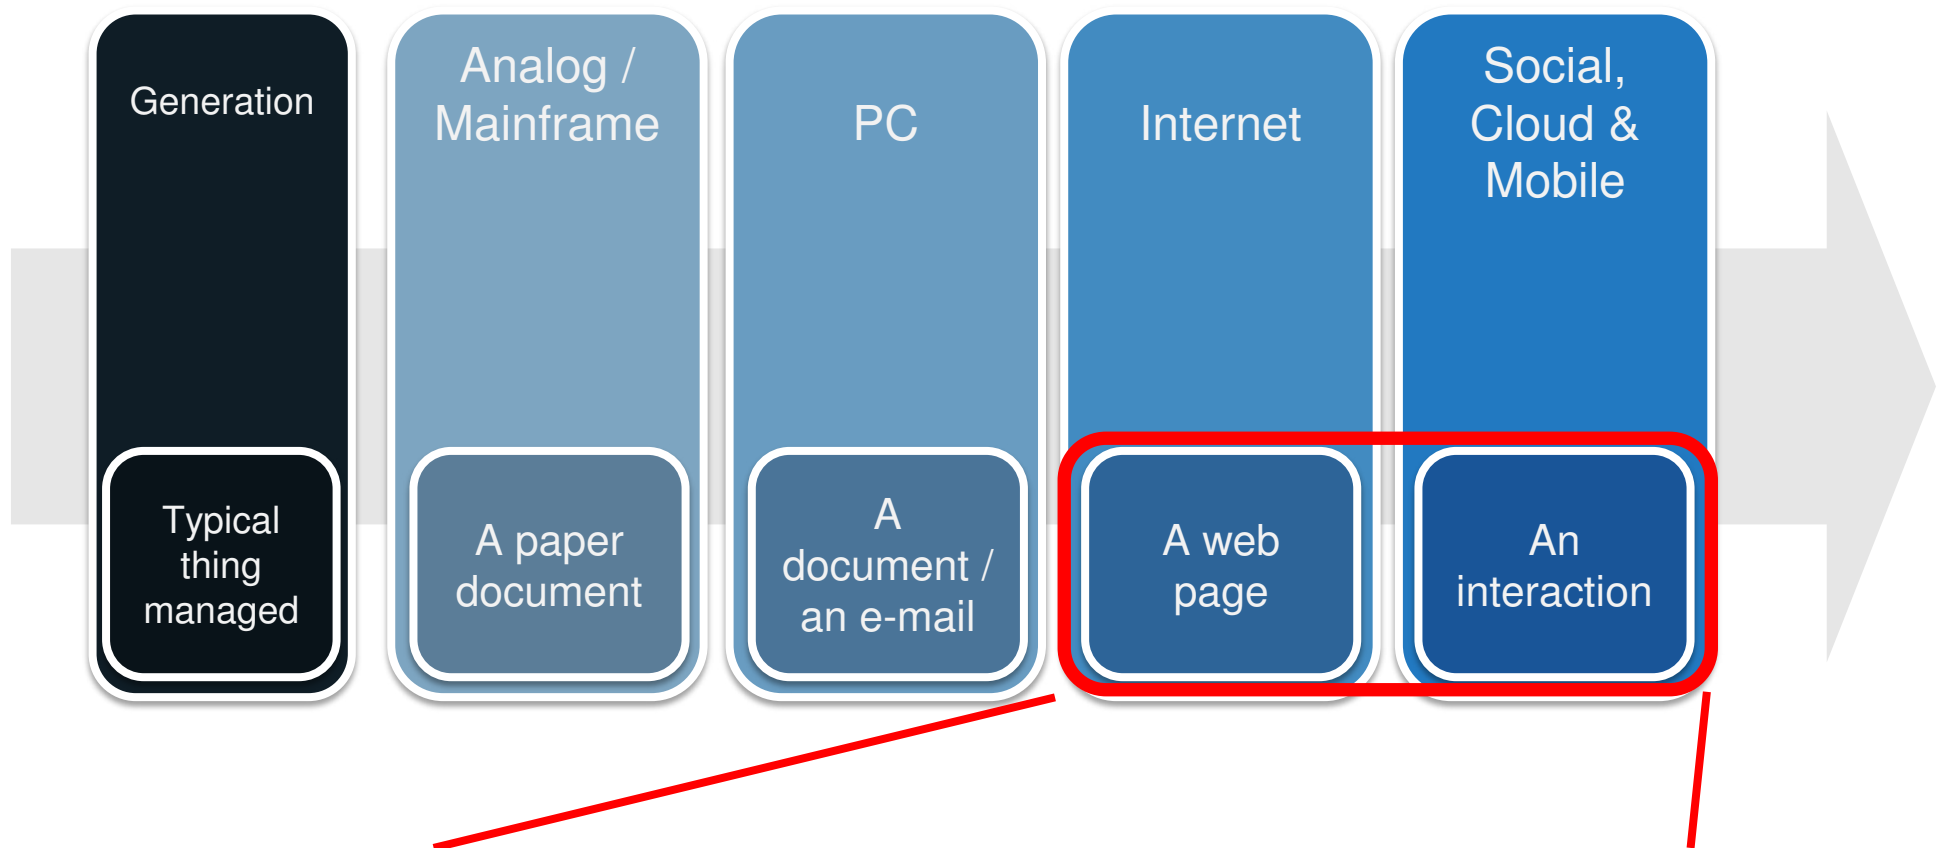 Generation
Analog /
Mainframe
PC
Internet
Social,
Cloud &
Mobile
Typical
thing
managed
A paper
document
A
document /
an e-mail
A web
page
An
interaction